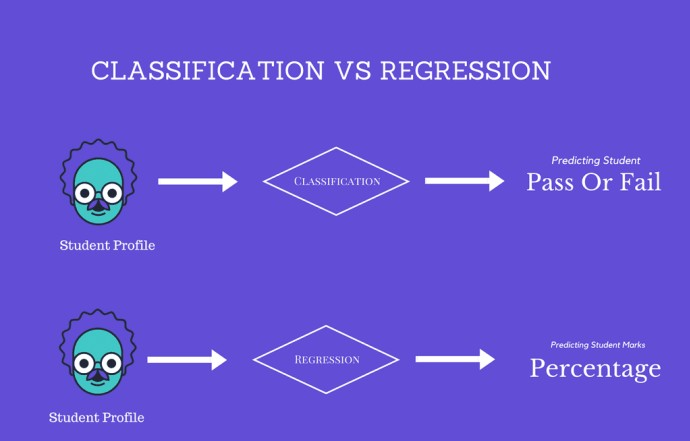 CLASSIFICATION VS REGRESSION
Predicting Student
Classification
Pass Or Fail
Student Profile
Predicting Student Marks
Regression
Percentage
Student Profile